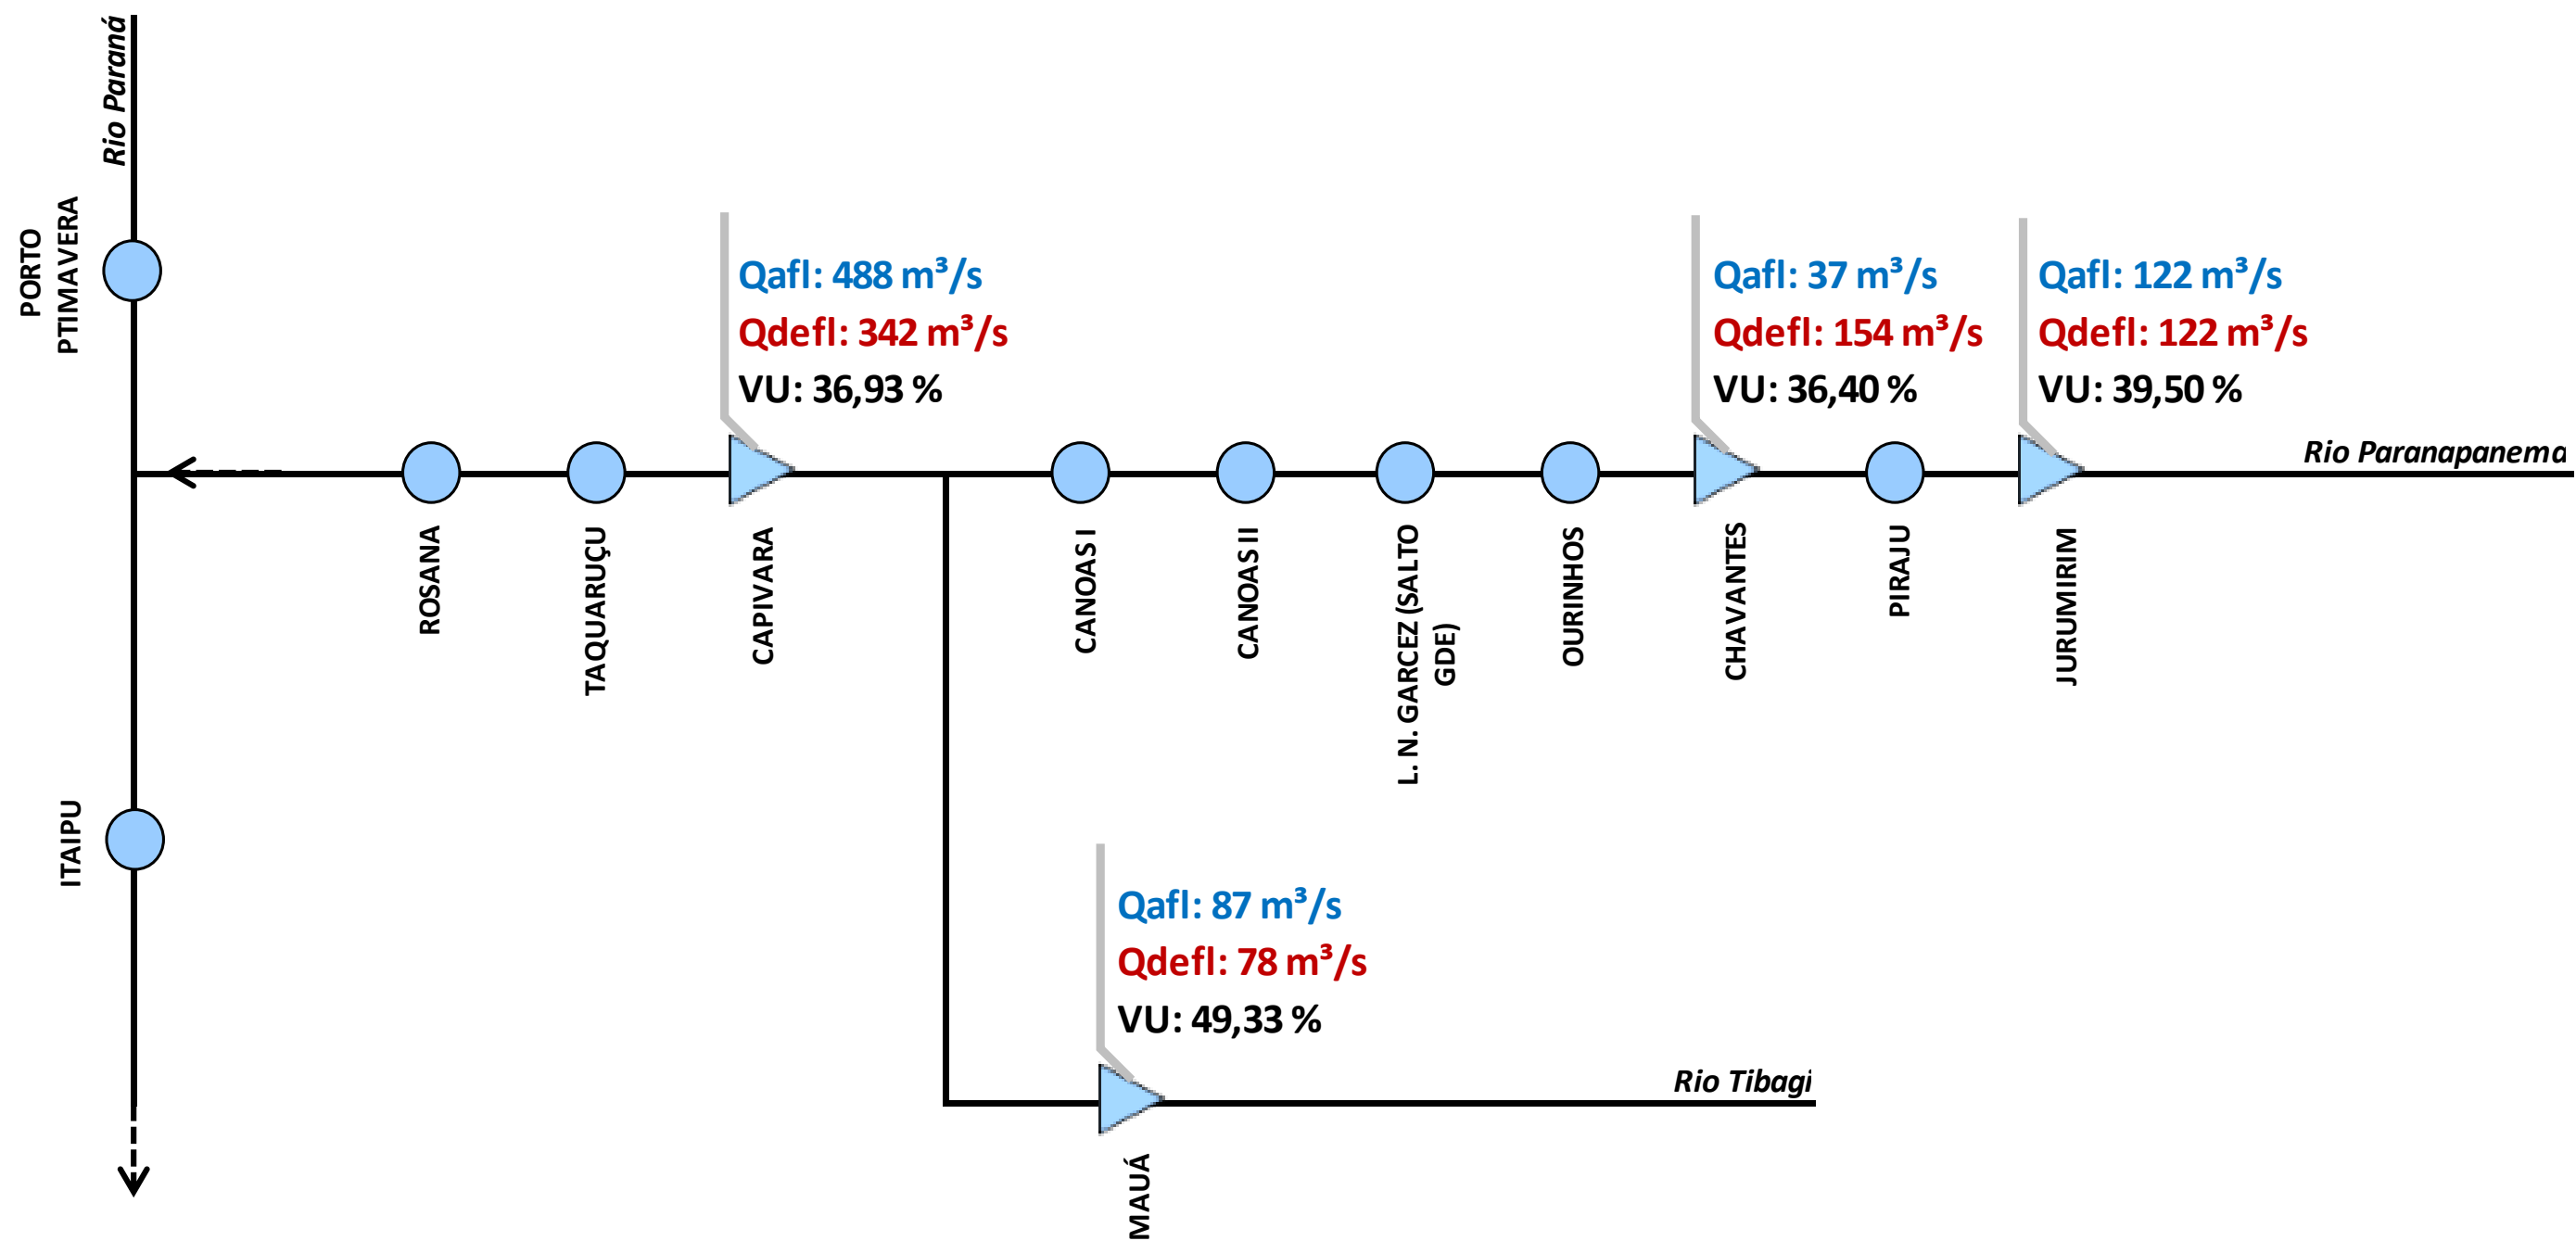 Rio Paraná
PORTO
PTIMAVERA
Qafl: 488 m³/s
Qdefl: 342 m³/s
VU: 36,93 %
Qafl: 37 m³/s
Qdefl: 154 m³/s
VU: 36,40 %
Qafl: 122 m³/s
Qdefl: 122 m³/s
VU: 39,50 %
Rio Paranapanema
ROSANA
TAQUARUÇU
CAPIVARA
CANOAS I
CANOAS II
L. N. GARCEZ (SALTO
GDE)
OURINHOS
CHAVANTES
PIRAJU
JURUMIRIM
ITAIPU
Qafl: 87 m³/s
Qdefl: 78 m³/s
VU: 49,33 %
Rio Tibagi
MAUÁ